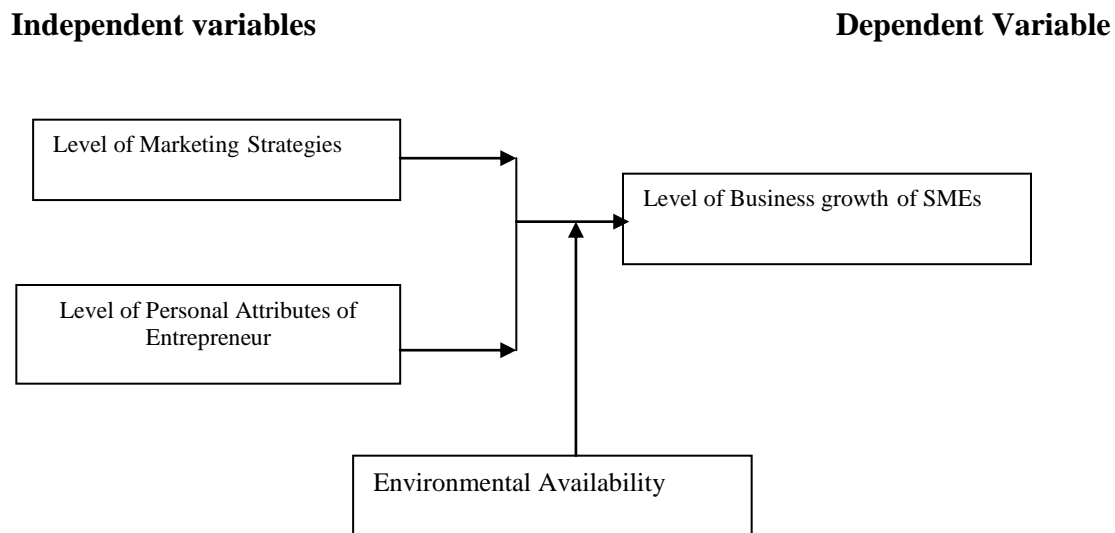 Independent variables
Dependent Variable
Level of Marketing Strategies
Level of Business growth of SMEs
Level of Personal Attributes of
Entrepreneur
Environmental Availability